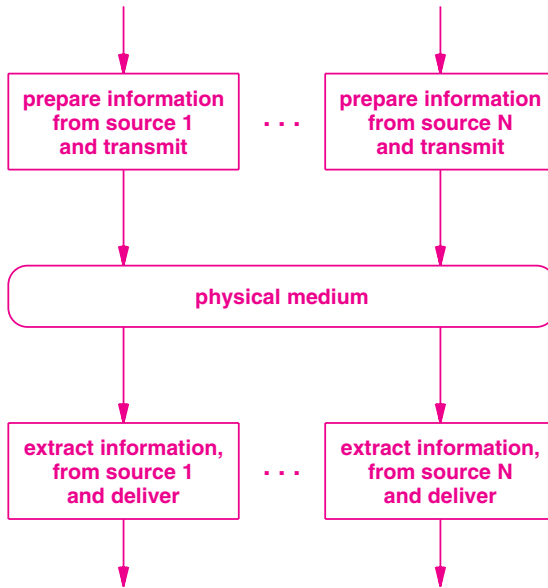 prepare information
from source 1
and transmit
. . .
prepare information
from source N
and transmit
physical medium
extract information,
from source 1
and deliver
. . .
extract information,
from source N
and deliver